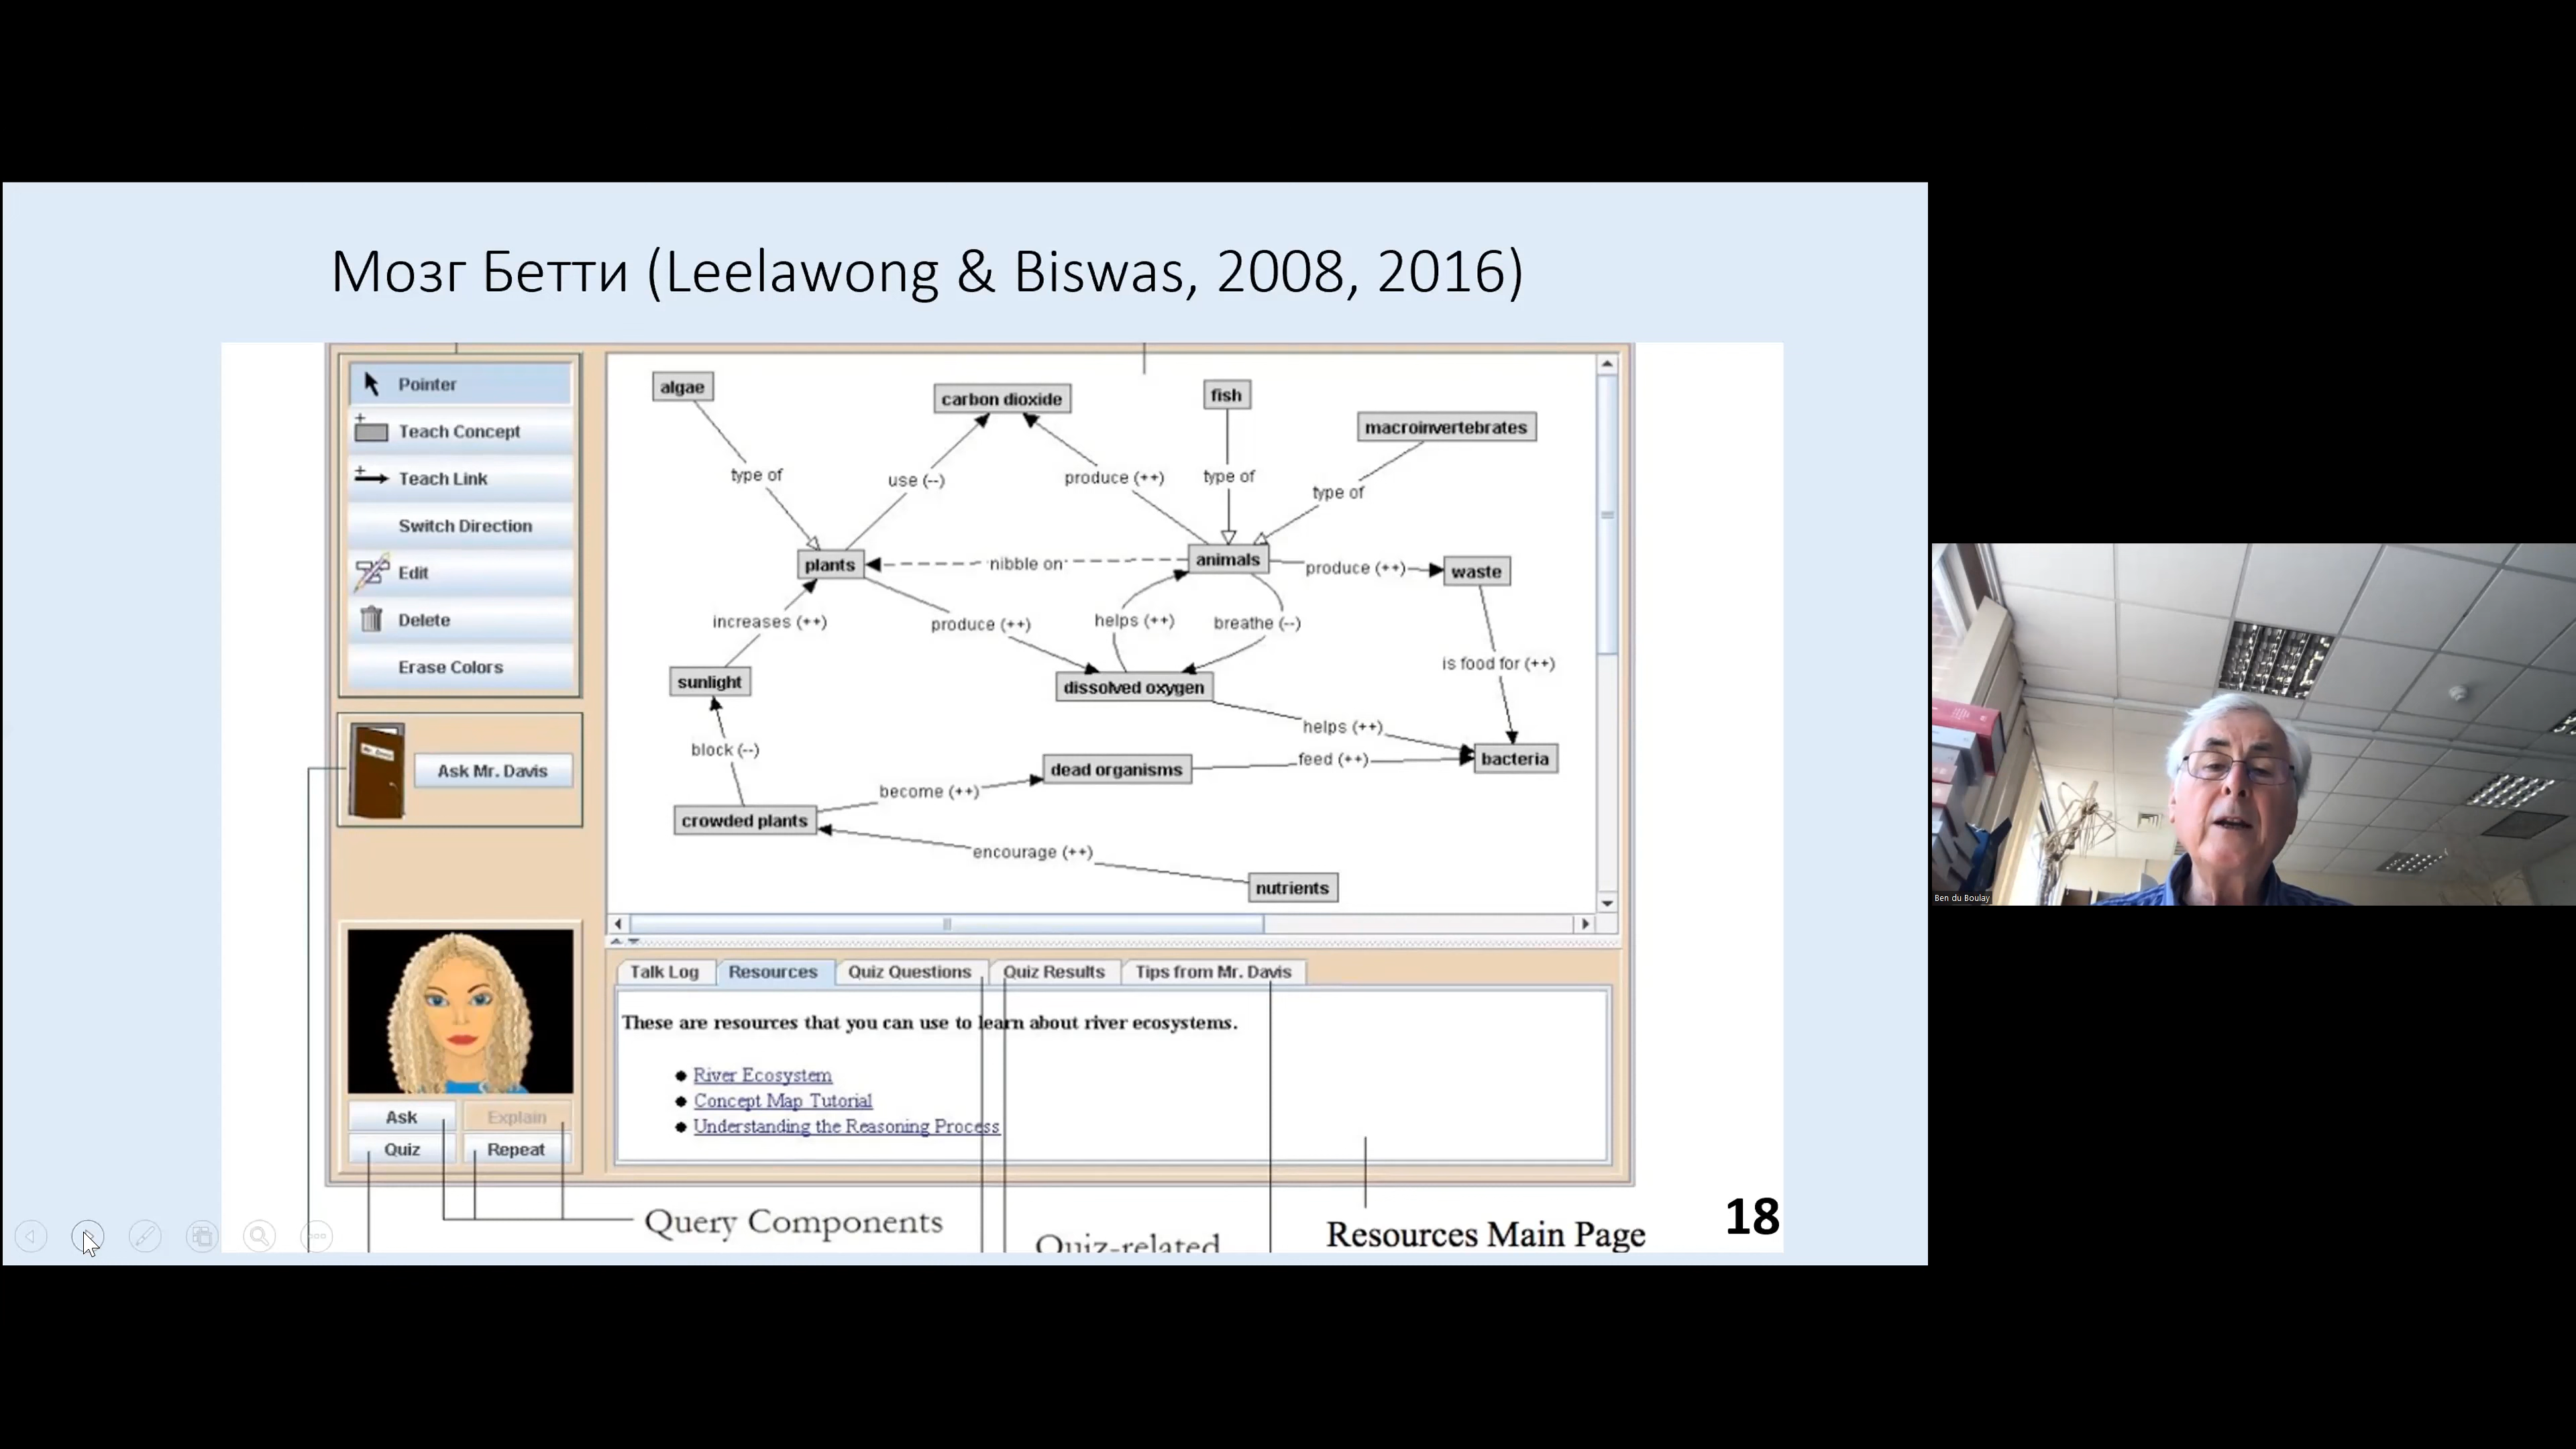 Мозг Бетти (Leelawong & Biswas, 2008, 2016)
Pointer
Teach Concept
Teach Link
Switch Direction
Edit
Delete
Erase Colors
Ask Mr. Davis
Ask
Explain
Quiz
Repeat
algae
carbon dioxide
fish
macroinvertebrates
type of
use (--)
produce (++)
type of
type of
plants
nibble on
animals
produce (++)
waste
increases (++)
produce (++)
helps (++)
breathe (--)
is food for (++)
sunlight
dissolved oxygen
block (--)
helps (++)
dead organisms
feed (++)
bacteria
become (++)
crowded plants
encourage (++)
nutrients
Talk Log
Resources
Quiz Questions
Quiz Results
Tips from Mr. Davis
These are resources that you can use to learn about river ecosystems.
River Ecosystem
Concept Map Tutorial
Understanding the Reasoning Process
Query Components
Quiz-related
Resources Main Page
18
Ben du Boulay